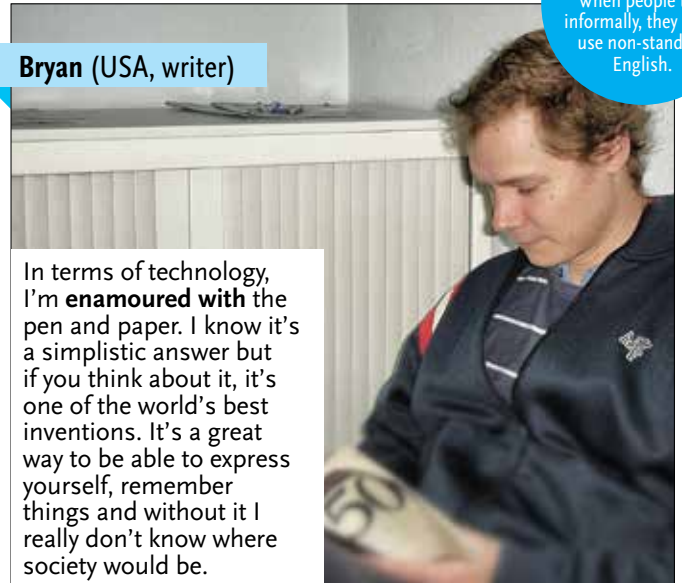 when people
informally, they
use non-stand
English.
Bryan (USA, writer)
In terms of technology,
I'm enamoured with the
pen and paper. I know it's
a simplistic answer but
if you think about it, it's
one of the world's best
inventions. It's a great
way to be able to express
yourself, remember
things and without it I
really don't know where
society would be.
50